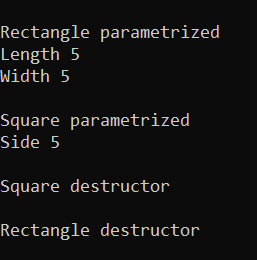 Rectangle parametrized
Length 5
Width 5
Square parametrized
Side 5
Square destructor
Rectangle destructor